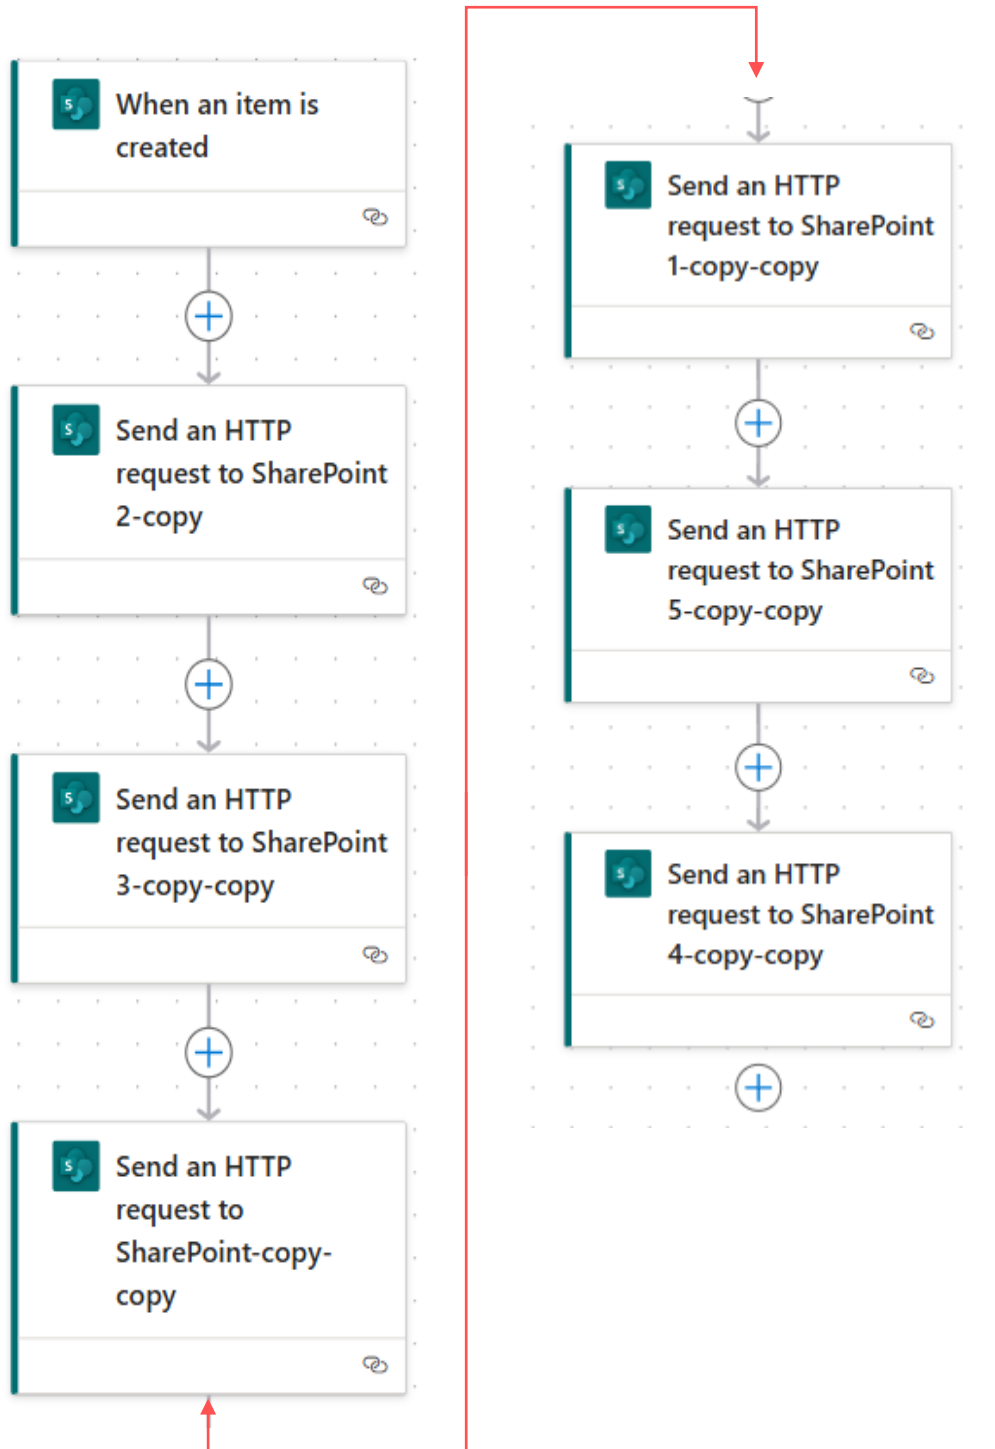 When an item is
created
Send an HTTP
request to SharePoint
2-copy
Send an HTTP
request to SharePoint
3-copy-copy
Send an HTTP
request to
SharePoint-copy-
copy
Send an HTTP
request to SharePoint
1-copy-copy
Send an HTTP
request to SharePoint
5-copy-copy
Send an HTTP
request to SharePoint
4-copy-copy